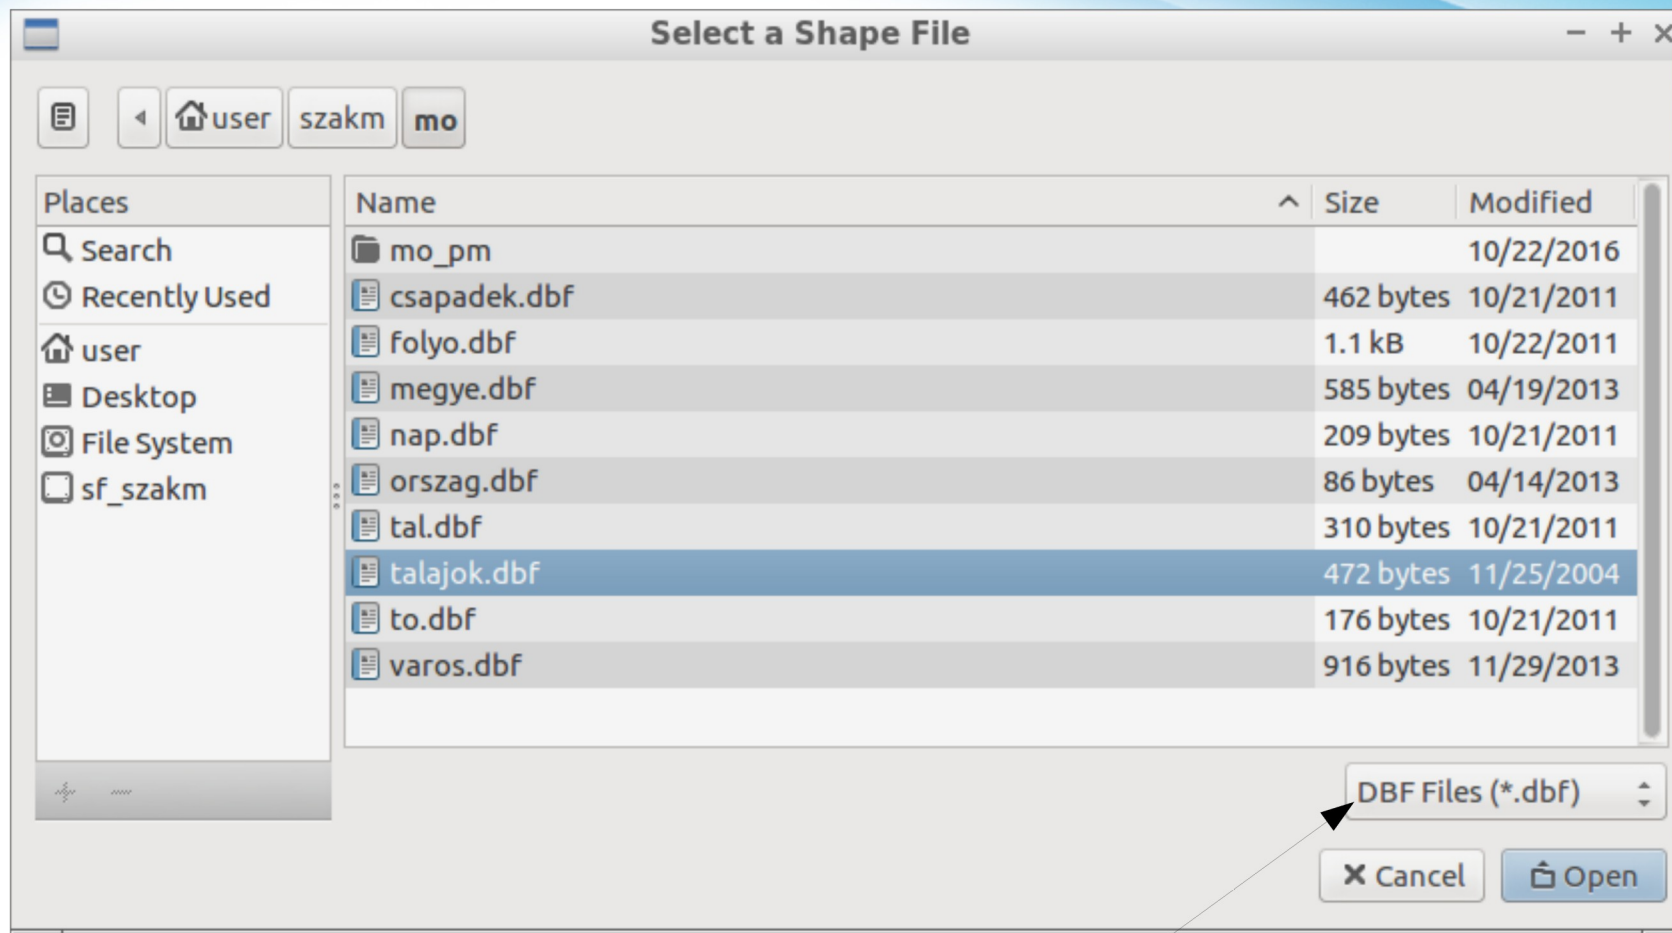 Select a Shape File
user szakm mo
Places
Search
Recently Used
user
Desktop
File System
sf_szakm
Name Size Modified
mo_pm 10/22/2016
csapadek.dbf 462 bytes 10/21/2011
folyo.dbf 1.1 kB 10/22/2011
megye.dbf 585 bytes 04/19/2013
nap.dbf 209 bytes 10/21/2011
orszag.dbf 86 bytes 04/14/2013
tal.dbf 310 bytes 10/21/2011
talajok.dbf 472 bytes 11/25/2004
to.dbf 176 bytes 10/21/2011
varos.dbf 916 bytes 11/29/2013
DBF Files (*.dbf)
Cancel Open